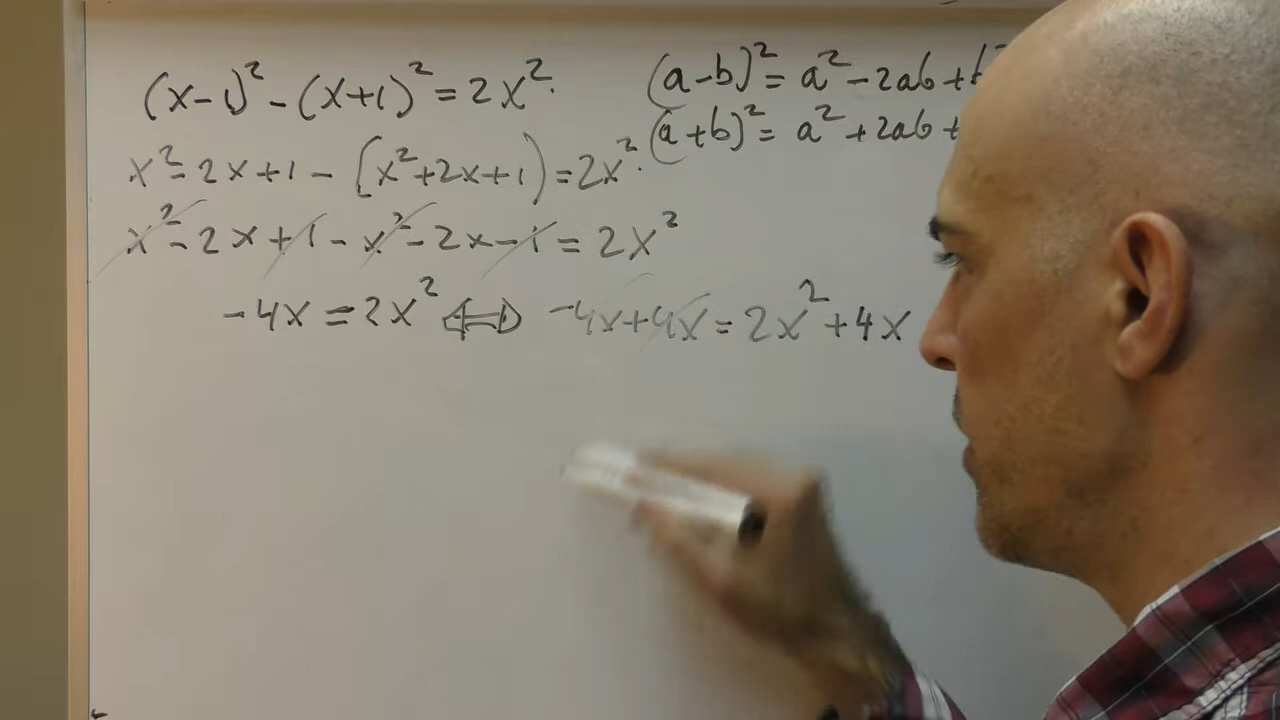 (x-1)² - (x+1)² = 2x².
(a-b)² = a² - 2ab +
(a+b)² = a² + 2ab +
x² - 2x + 1 - (x² + 2x + 1) = 2x².
x² - 2x + 1 - x² - 2x - 1 = 2x²
-4x = 2x² ⇔ -4x + 4x = 2x² + 4x